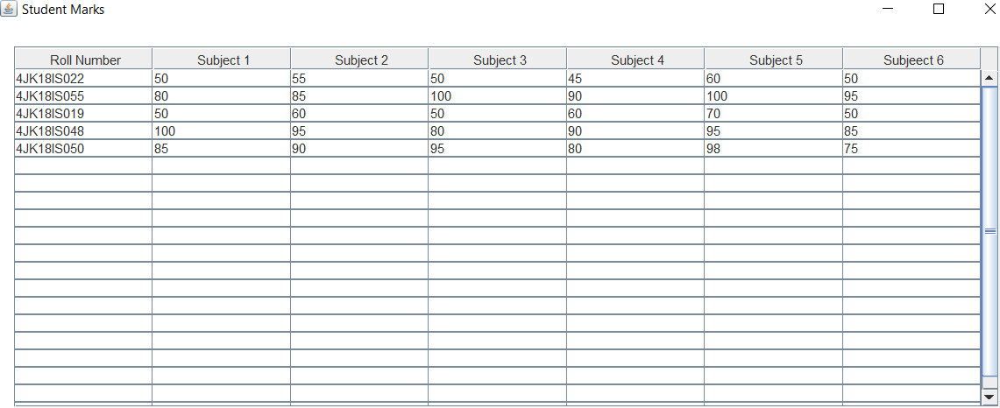 Student Marks
Roll Number Subject 1 Subject 2 Subject 3 Subject 4 Subject 5 Subjeect 6
4JK18IS022 50 55 50 45 60 50
4JK18IS055 80 85 100 90 100 95
4JK18IS019 50 60 50 60 70 50
4JK18IS048 100 95 80 90 95 85
4JK18IS050 85 90 95 80 98 75